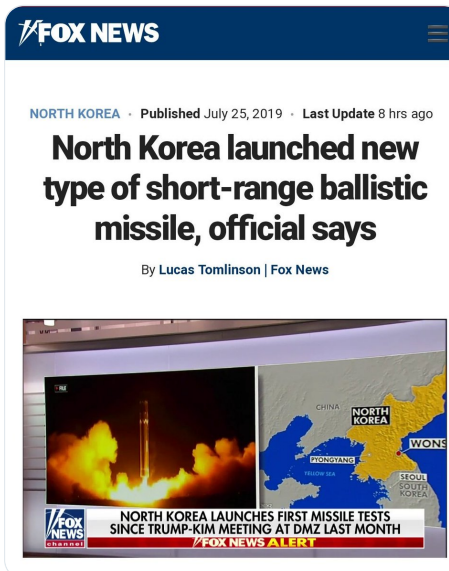 FOX NEWS
NORTH KOREA · Published July 25, 2019 · Last Update 8 hrs ago
North Korea launched new
type of short-range ballistic
missile, official says
By Lucas Tomlinson | Fox News
FILE
CHINA
NORTH
KOREA
WONS
PYONGYANG
YELLOW SEA
SEOUL
SOUTH
KOREA
FOX
NEWS
channel
NORTH KOREA LAUNCHES FIRST MISSILE TESTS
SINCE TRUMP-KIM MEETING AT DMZ LAST MONTH
FOX NEWS ALERT